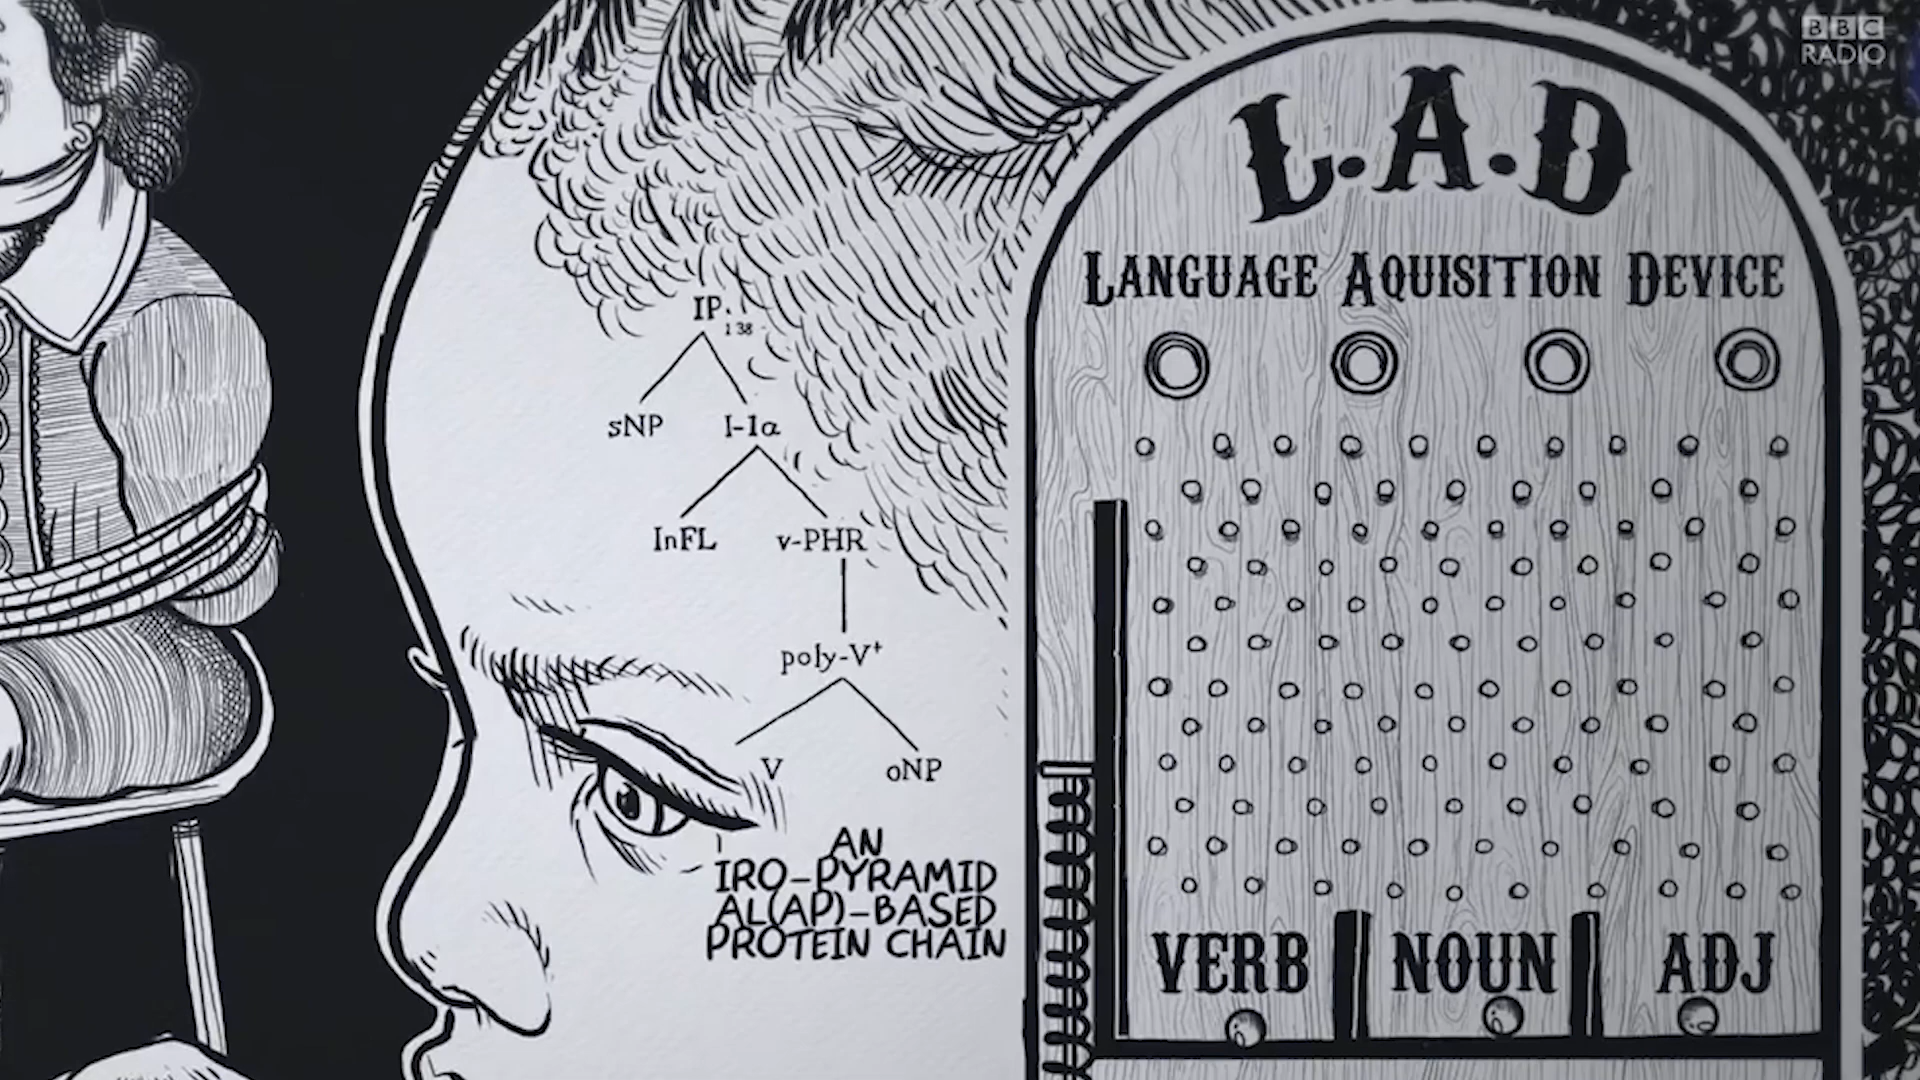 BBC
RADIO
L.A.D
LANGUAGE AQUISITION DEVICE
IP
138
sNP I-1α
InFL v-PHR
poly-V⁺
V oNP
AN
IRO-PYRAMID
AL(AP)-BASED
PROTEIN CHAIN
VERB NOUN ADJ